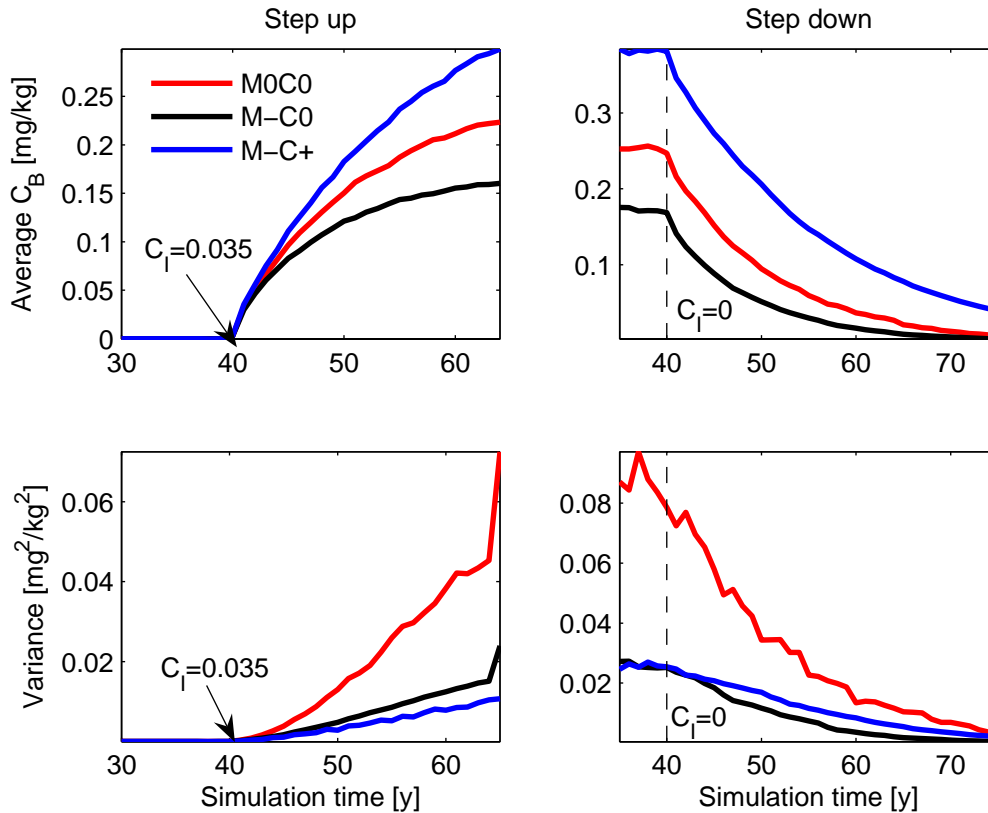 Step up
Step down
Average C_B [mg/kg]
0.25
0.2
0.15
0.1
0.05
0
M0C0
M−C0
M−C+
C_I=0.035
30
40
50
60
0.3
0.2
0.1
C_I=0
40
50
60
70
Variance [mg²/kg²]
0.06
0.04
0.02
C_I=0.035
30
40
50
60
Simulation time [y]
0.08
0.06
0.04
0.02
C_I=0
40
50
60
70
Simulation time [y]